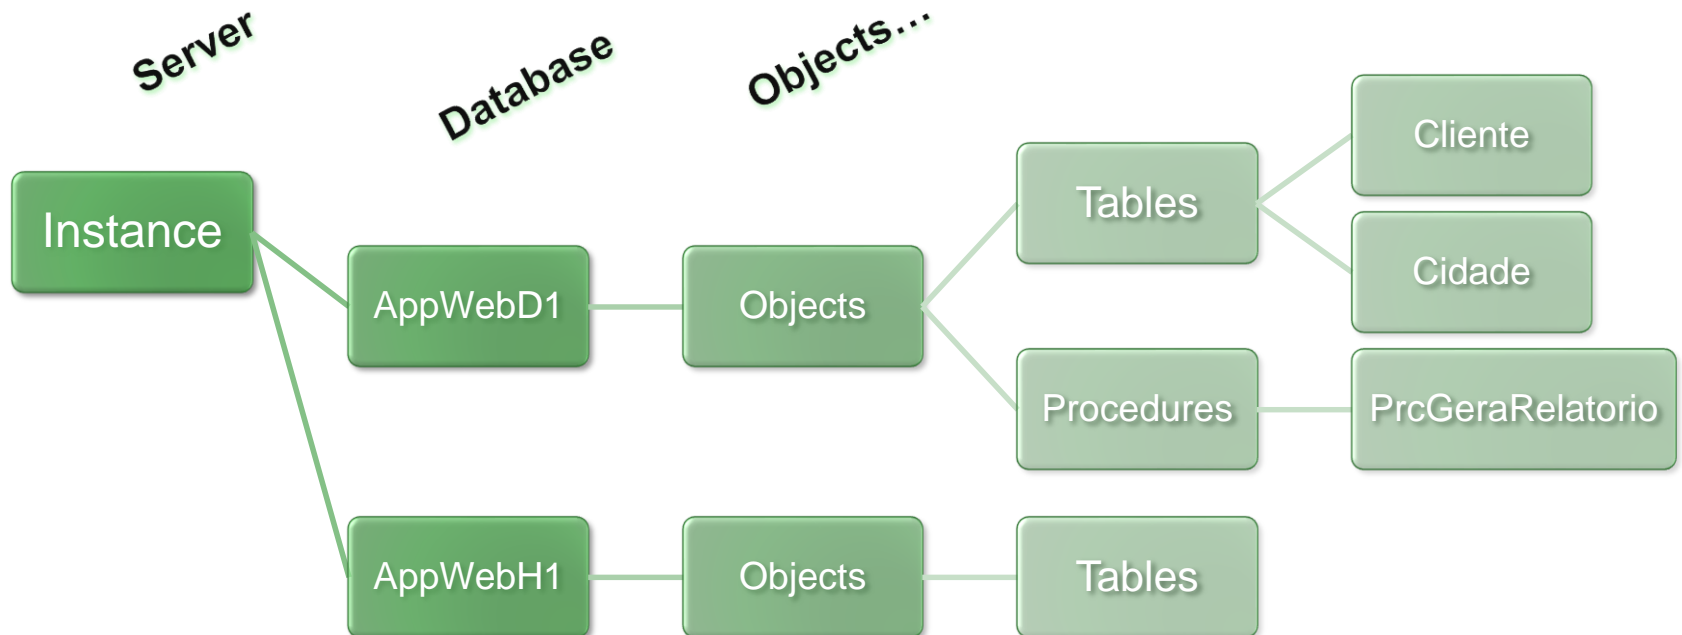 Server
Database
Objects...
Instance
AppWebD1
Objects
Tables
Cliente
Cidade
Procedures
PrcGeraRelatorio
AppWebH1
Objects
Tables